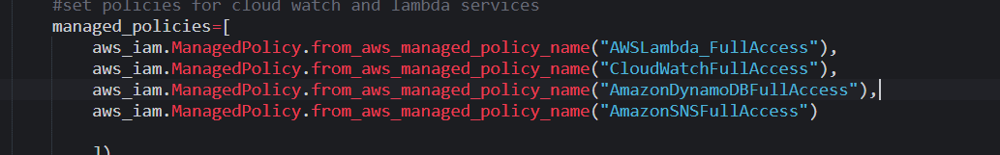 #set policies for cloud watch and lambda services
managed_policies=[
aws_iam.ManagedPolicy.from_aws_managed_policy_name("AWSLambda_FullAccess"),
aws_iam.ManagedPolicy.from_aws_managed_policy_name("CloudWatchFullAccess"),
aws_iam.ManagedPolicy.from_aws_managed_policy_name("AmazonDynamoDBFullAccess"),
aws_iam.ManagedPolicy.from_aws_managed_policy_name("AmazonSNSFullAccess")
])